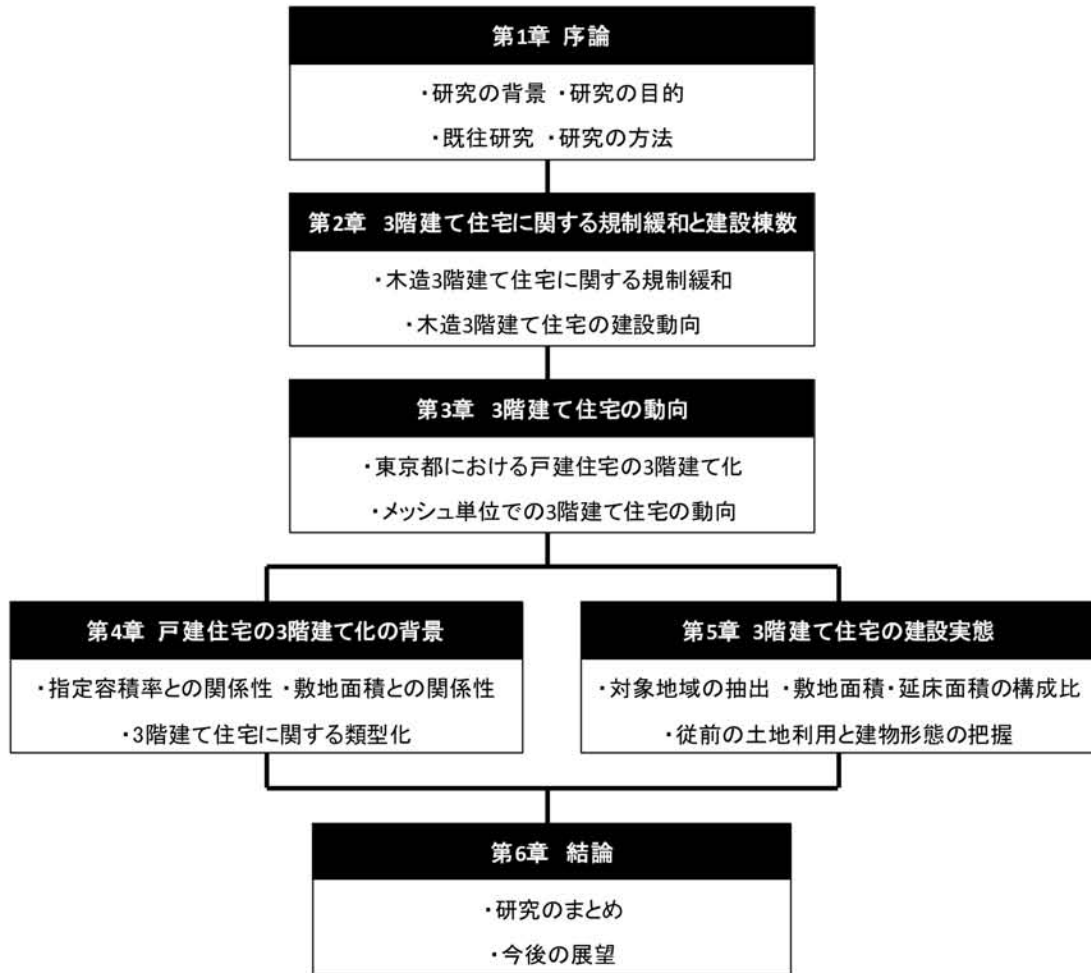 第1章 序論
・研究の背景 ・研究の目的
・既往研究 ・研究の方法
第2章 3階建て住宅に関する規制緩和と建設棟数
・木造3階建て住宅に関する規制緩和
・木造3階建て住宅の建設動向
第3章 3階建て住宅の動向
・東京都における戸建住宅の3階建て化
・メッシュ単位での3階建て住宅の動向
第4章 戸建住宅の3階建て化の背景
・指定容積率との関係性 ・敷地面積との関係性
・3階建て住宅に関する類型化
第5章 3階建て住宅の建設実態
・対象地域の抽出 ・敷地面積・延床面積の構成比
・従前の土地利用と建物形態の把握
第6章 結論
・研究のまとめ
・今後の展望